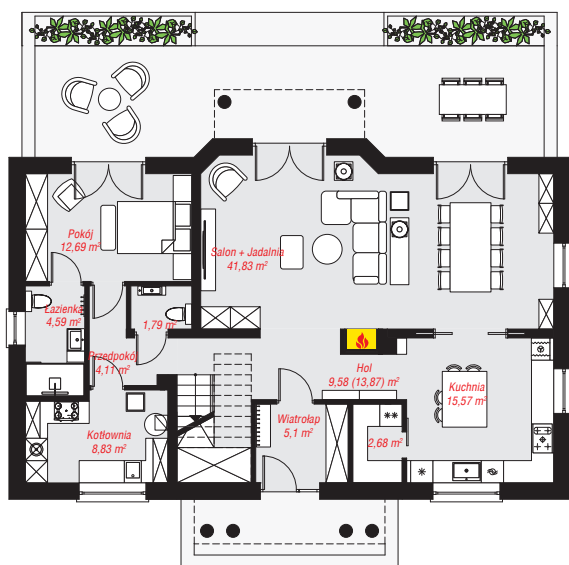 Pokój
12,69 m²
Salon + Jadalnia
41,83 m²
Łazienka
4,59 m²
1,79 m²
Przedpokój
4,11 m²
Hol
9,58 (13,87) m²
Kuchnia
15,57 m²
Wiatrołap
5,1 m²
2,68 m²
Kotłownia
8,83 m²